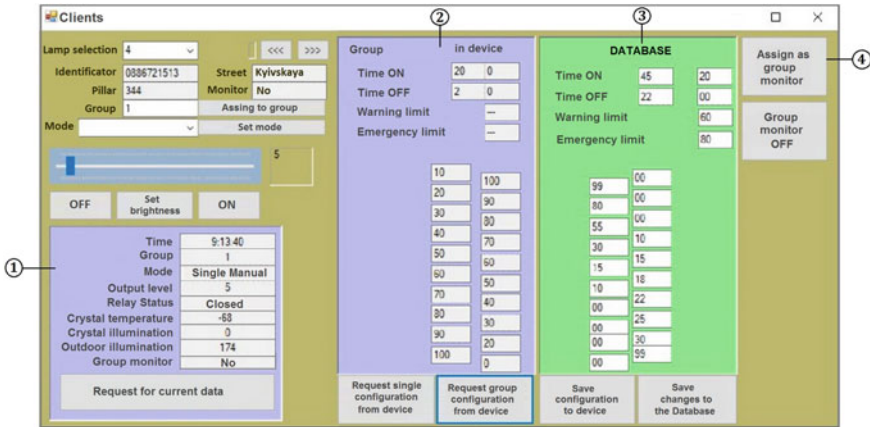 Clients
② ③
Lamp selection 4 <<< >>>
Identificator 0886721513 Street Kyivskaya
Pillar 344 Monitor No
Group 1 Assing to group
Mode Set mode
5
OFF Set brightness ON
①
Time 9:13:40
Group 1
Mode Single Manual
Output level 5
Relay Status Closed
Crystal temperature -68
Crystal illumination 0
Outdoor illumination 174
Group monitor No
Request for current data
Group in device
Time ON 20 0
Time OFF 2 0
Warning limit ---
Emergency limit ---
10 100
20 90
30 80
40 70
50 60
60 50
70 40
80 30
90 20
100 0
Request single configuration from device
Request group configuration from device
DATABASE
Time ON 45 20
Time OFF 22 00
Warning limit 60
Emergency limit 80
99 00
80 00
55 00
30 10
15 15
10 18
00 22
00 25
00 30
00 99
Save configuration to device
Save changes to the Database
Assign as group monitor
④
Group monitor OFF